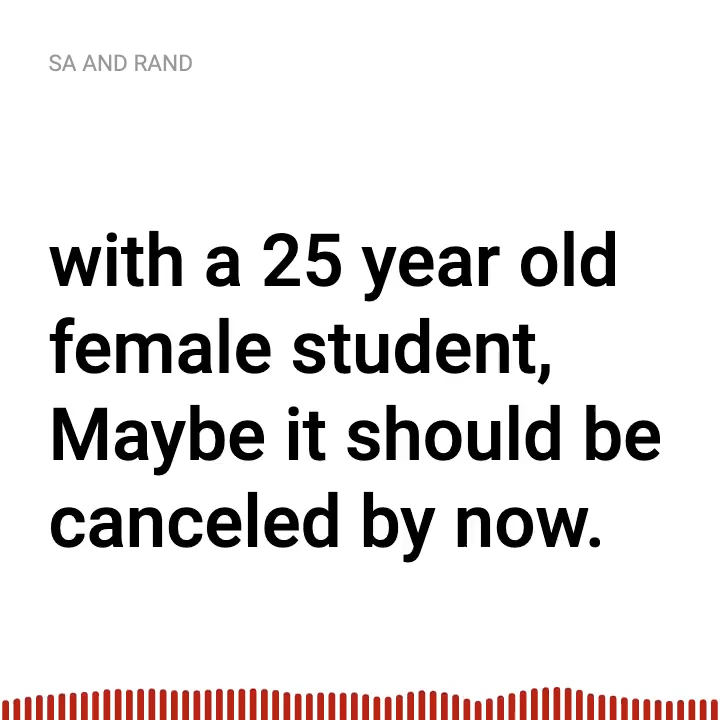 SA AND RAND
with a 25 year old
female student,
Maybe it should be
canceled by now.